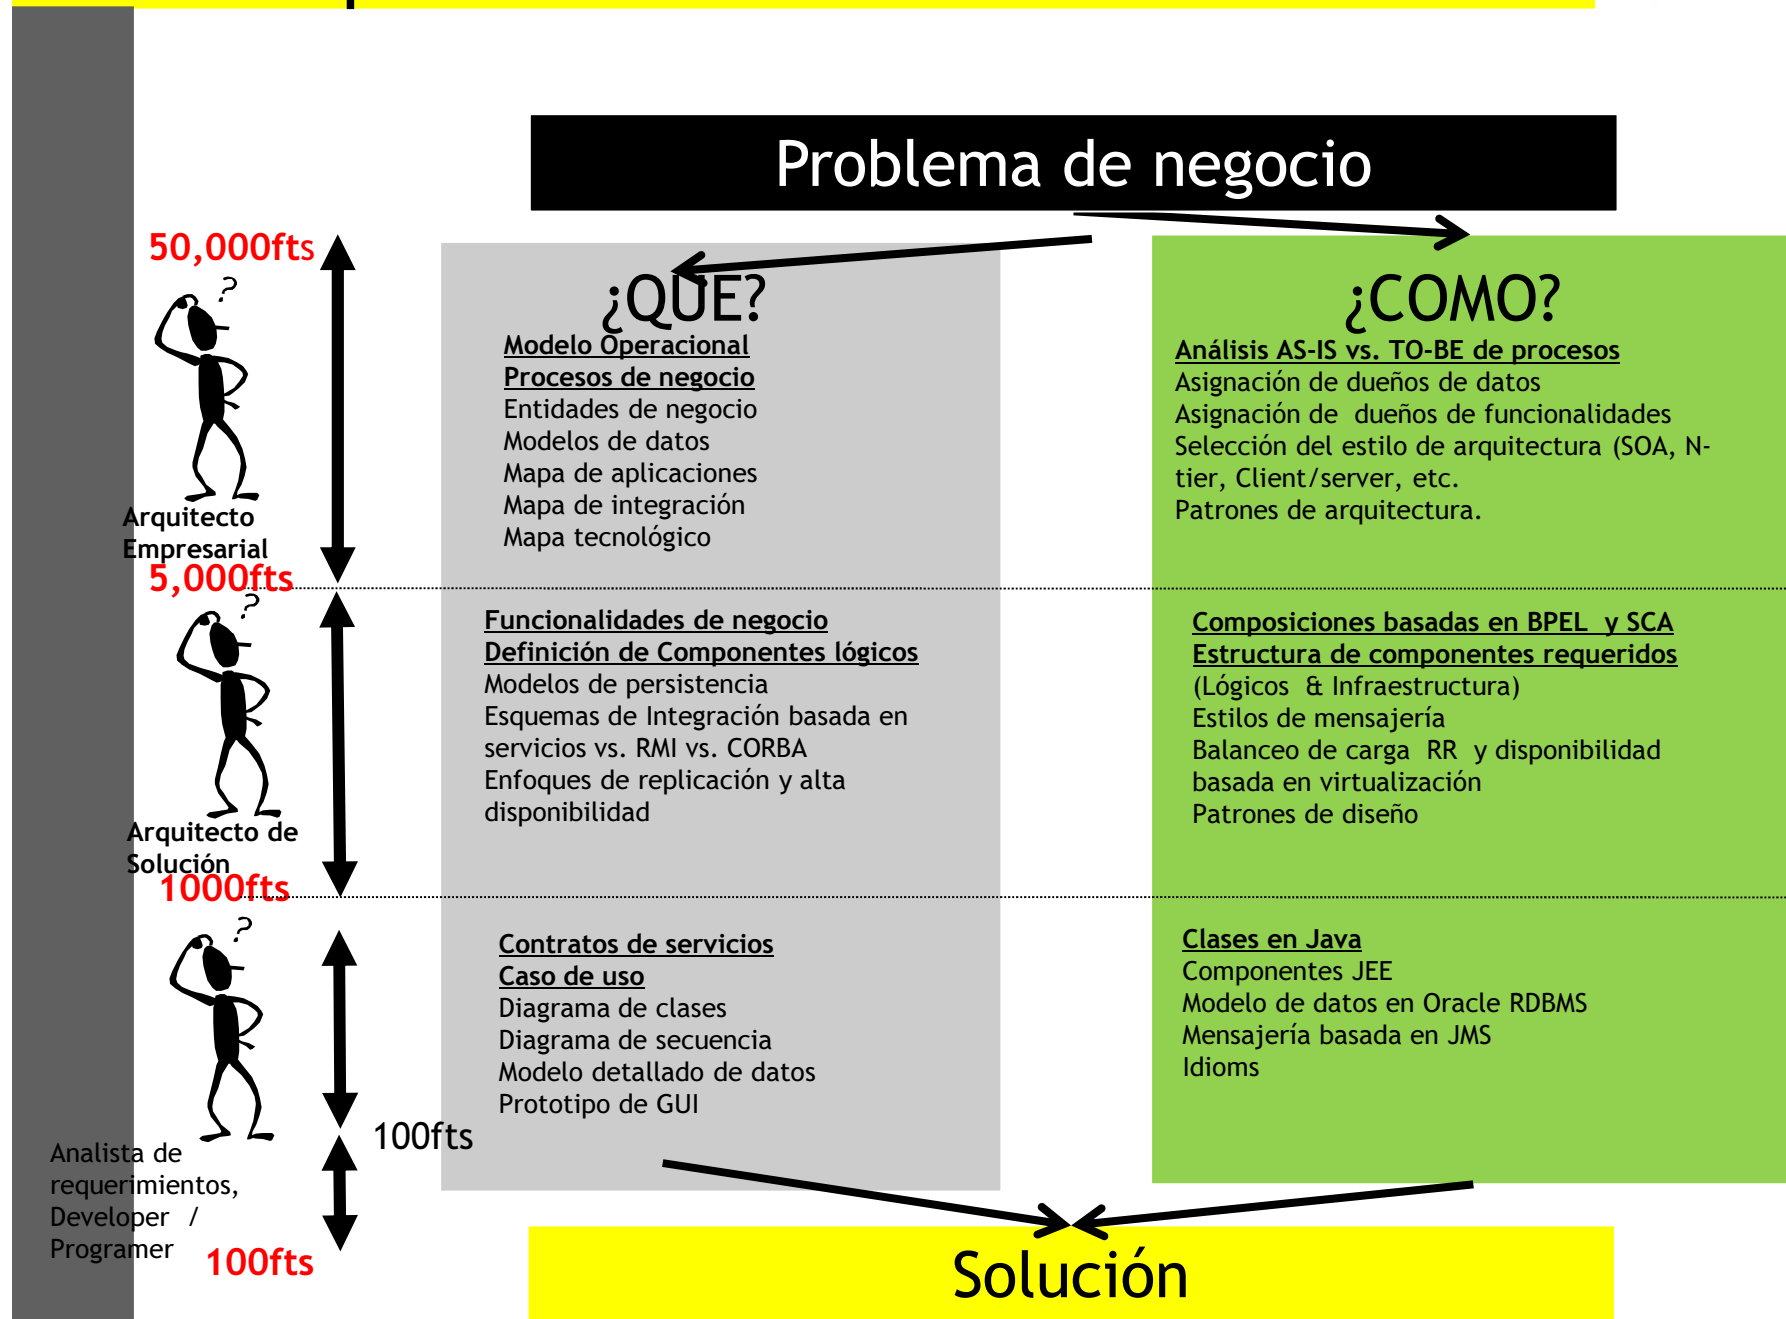 Problema de negocio
50,000fts
¿QUE?
Modelo Operacional
Procesos de negocio
Entidades de negocio
Modelos de datos
Mapa de aplicaciones
Mapa de integración
Mapa tecnológico
¿COMO?
Análisis AS-IS vs. TO-BE de procesos
Asignación de dueños de datos
Asignación de  dueños de funcionalidades
Selección del estilo de arquitectura (SOA, N-
tier, Client/server, etc.
Patrones de arquitectura.
?
Arquitecto
Empresarial
5,000fts
?
Funcionalidades de negocio
Definición de Componentes lógicos
Modelos de persistencia
Esquemas de Integración basada en
servicios vs. RMI vs. CORBA
Enfoques de replicación y alta
disponibilidad
Composiciones basadas en BPEL  y SCA
Estructura de componentes requeridos
(Lógicos  & Infraestructura)
Estilos de mensajería
Balanceo de carga  RR  y disponibilidad
basada en virtualización
Patrones de diseño
Arquitecto de
Solución
1000fts
?
Contratos de servicios
Caso de uso
Diagrama de clases
Diagrama de secuencia
Modelo detallado de datos
Prototipo de GUI
Clases en Java
Componentes JEE
Modelo de datos en Oracle RDBMS
Mensajería basada en JMS
Idioms
100fts
Analista de
requerimientos,
Developer  /
Programer
100fts
Solución